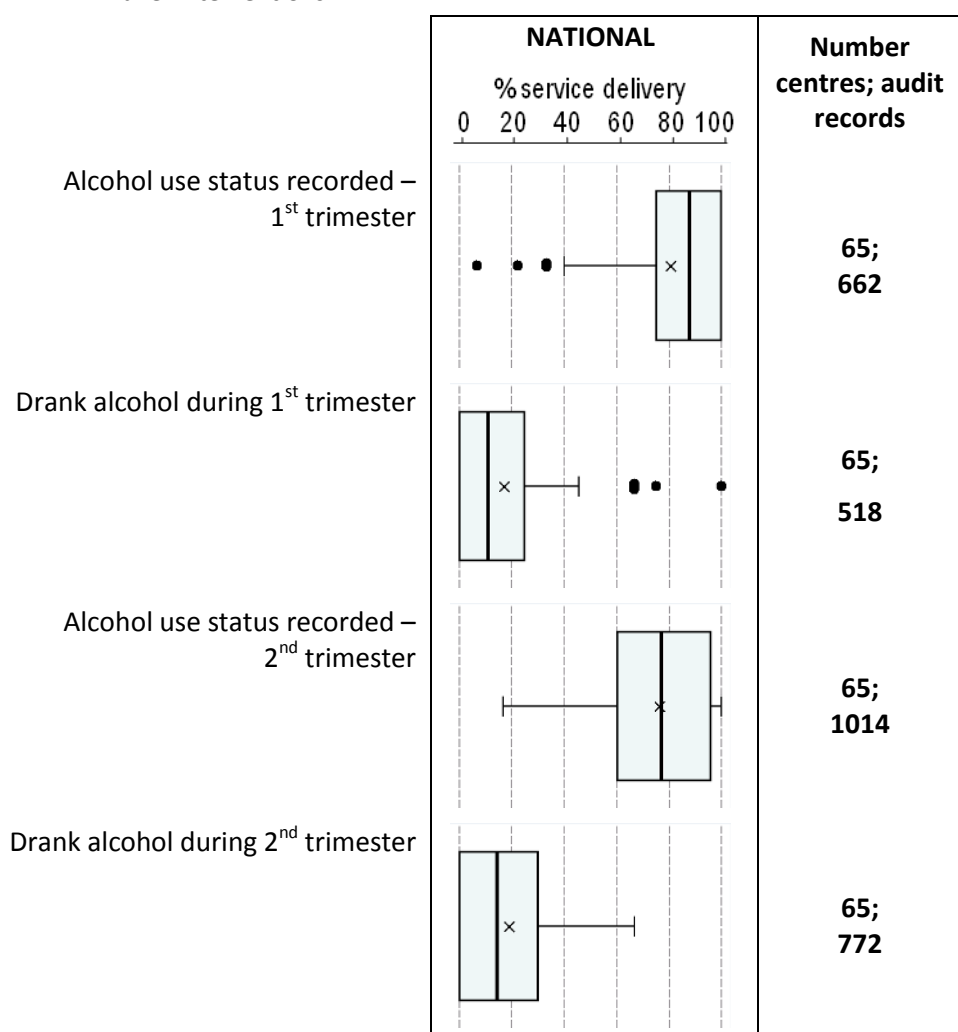 NATIONAL
% service delivery
0 20 40 60 80 100
Number
centres; audit
records
Alcohol use status recorded –
1st trimester
65;
662
Drank alcohol during 1st trimester
65;
518
Alcohol use status recorded –
2nd trimester
65;
1014
Drank alcohol during 2nd trimester
65;
772